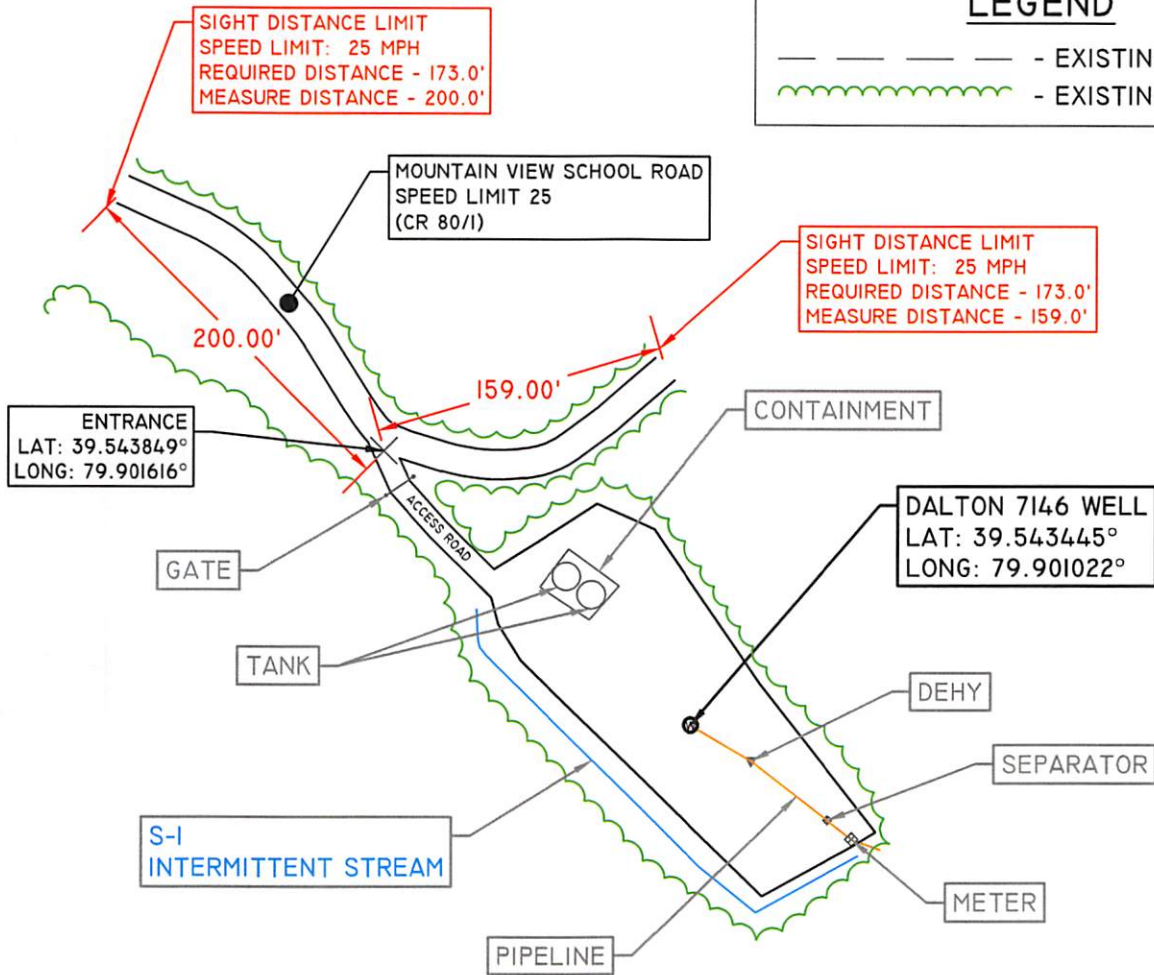 SIGHT DISTANCE LIMIT
SPEED LIMIT: 25 MPH
REQUIRED DISTANCE - 173.0'
MEASURE DISTANCE - 200.0'
LEGEND
- EXISTIN
- EXISTIN
MOUNTAIN VIEW SCHOOL ROAD
SPEED LIMIT 25
(CR 80/1)
SIGHT DISTANCE LIMIT
SPEED LIMIT: 25 MPH
REQUIRED DISTANCE - 173.0'
MEASURE DISTANCE - 159.0'
200.00'
159.00'
CONTAINMENT
ENTRANCE
LAT: 39.543849°
LONG: 79.901616°
ACCESS ROAD
DALTON 7146 WELL
LAT: 39.543445°
LONG: 79.901022°
GATE
TANK
DEHY
SEPARATOR
S-1
INTERMITTENT STREAM
METER
PIPELINE